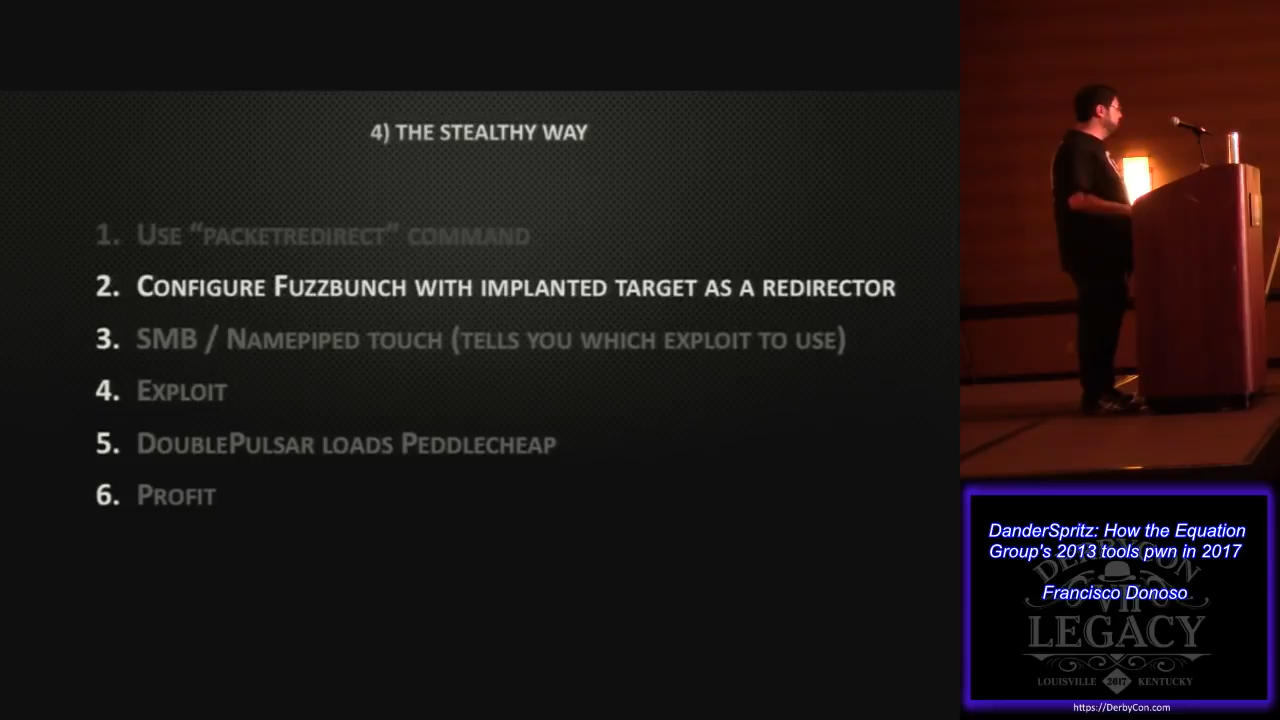 4) THE STEALTHY WAY
1. USE “PACKETREDIRECT” COMMAND
2. CONFIGURE FUZZBUNCH WITH IMPLANTED TARGET AS A REDIRECTOR
3. SMB / NAMEPIPED TOUCH (TELLS YOU WHICH EXPLOIT TO USE)
4. EXPLOIT
5. DOUBLEPULSAR LOADS PEDDLECHEAP
6. PROFIT
DanderSpritz: How the Equation
Group's 2013 tools pwn in 2017
Francisco Donoso
DERBYCON
VII
LEGACY
LOUISVILLE 2017 KENTUCKY
https://DerbyCon.com